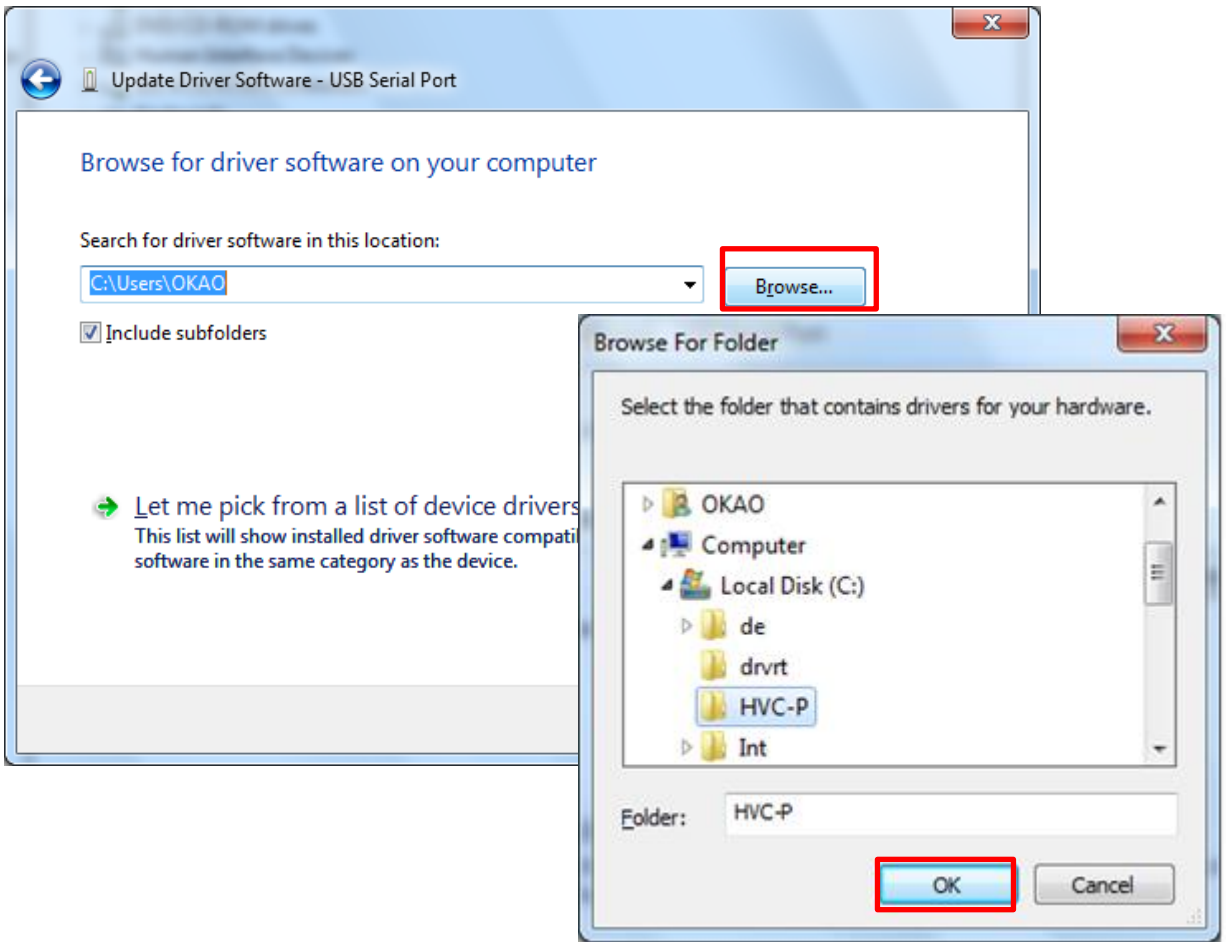 Update Driver Software - USB Serial Port
Browse for driver software on your computer
Search for driver software in this location:
C:\Users\OKAO
Browse...
Include subfolders
Let me pick from a list of device drivers
This list will show installed driver software compati
software in the same category as the device.
Browse For Folder
Select the folder that contains drivers for your hardware.
OKAO
Computer
Local Disk (C:)
de
drvrt
HVC-P
Int
Folder: HVC-P
OK Cancel